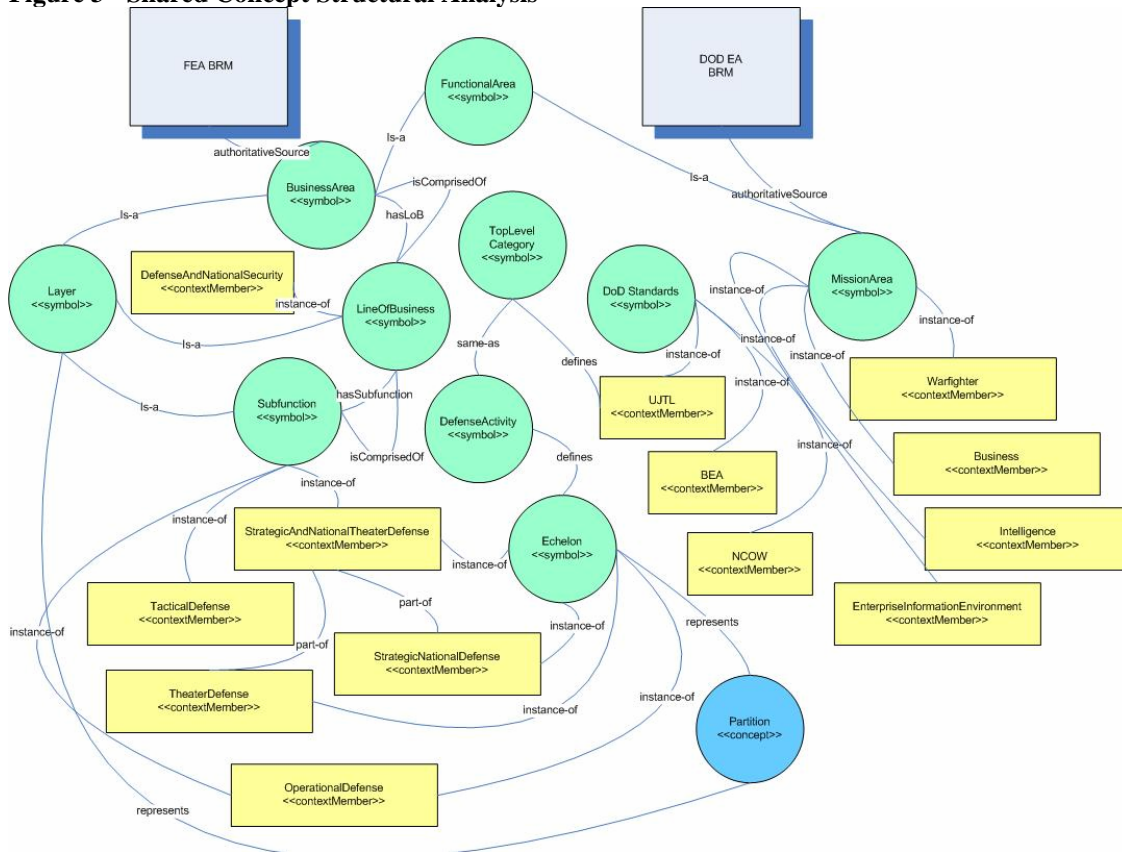 Figure 3 - Shared Concept Structural Analysis
FEA BRM
DOD EA
BRM
FunctionalArea
<<symbol>>
Is-a
authoritativeSource
BusinessArea
<<symbol>>
isComprisedOf
hasLoB
Is-a
Is-a
authoritativeSource
TopLevel
Category
<<symbol>>
DefenseAndNationalSecurity
<<contextMember>>
Layer
<<symbol>>
instance-of
LineOfBusiness
<<symbol>>
DoD Standards
<<symbol>>
instance-of
MissionArea
<<symbol>>
instance-of
instance-of
instance-of
Is-a
same-as
defines
instance-of
instance-of
Warfighter
<<contextMember>>
UJTL
<<contextMember>>
hasSubfunction
Subfunction
<<symbol>>
Is-a
DefenseActivity
<<symbol>>
isComprisedOf
defines
instance-of
Business
<<contextMember>>
BEA
<<contextMember>>
instance-of
instance-of
StrategicAndNationalTheaterDefense
<<contextMember>>
Echelon
<<symbol>>
instance-of
NCOW
<<contextMember>>
Intelligence
<<contextMember>>
TacticalDefense
<<contextMember>>
part-of
instance-of
represents
EnterpriseInformationEnvironment
<<contextMember>>
instance-of
part-of
StrategicNationalDefense
<<contextMember>>
TheaterDefense
<<contextMember>>
instance-of
instance-of
Partition
<<concept>>
OperationalDefense
<<contextMember>>
represents